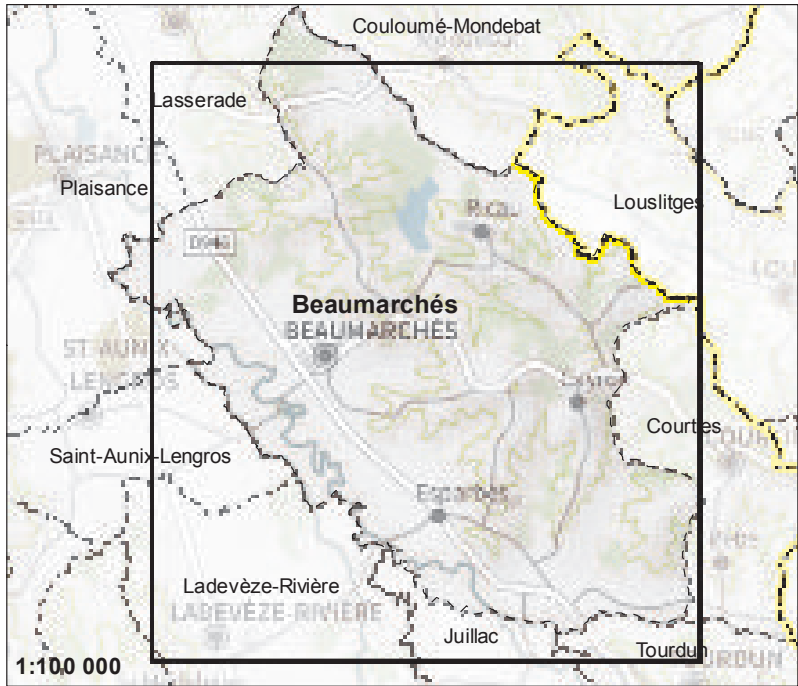 Couloumé-Mondebat
Lasserade
PLAISANCE
Plaisance
Louslitges
D946
Beaumarchés
BEAUMARCHÉS
ST AUNIX-
LENGROS
Courties
Saint-Aunix-Lengros
Ladevèze-Rivière
LADEVÈZE-RIVIÈRE
Juillac
Tourdun
1:100 000